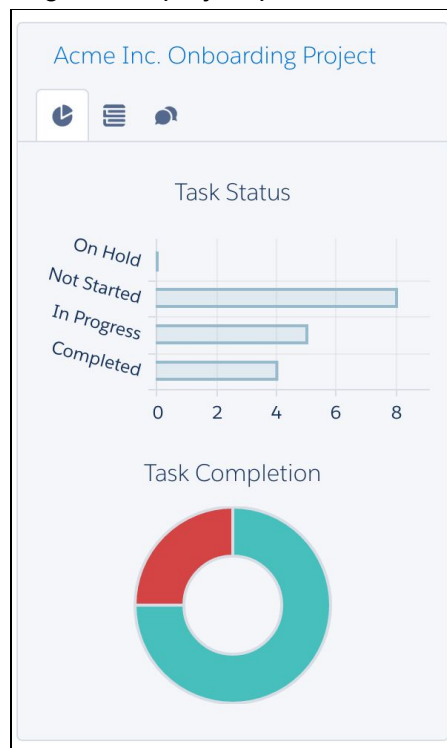 Acme Inc. Onboarding Project
Task Status
On Hold
Not Started
In Progress
Completed
0 2 4 6 8
Task Completion